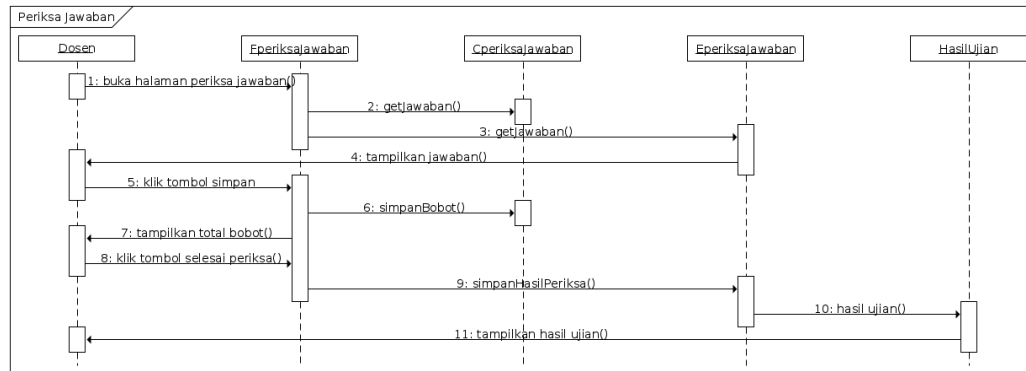 Periksa Jawaban
Dosen
FperiksaJawaban
CperiksaJawaban
EperiksaJawaban
HasilUjian
1: buka halaman periksa jawaban()
2: getJawaban()
3: getJawaban()
4: tampilkan jawaban()
5: klik tombol simpan
6: simpanBobot()
7: tampilkan total bobot()
8: klik tombol selesai periksa()
9: simpanHasilPeriksa()
10: hasil ujian()
11: tampilkan hasil ujian()